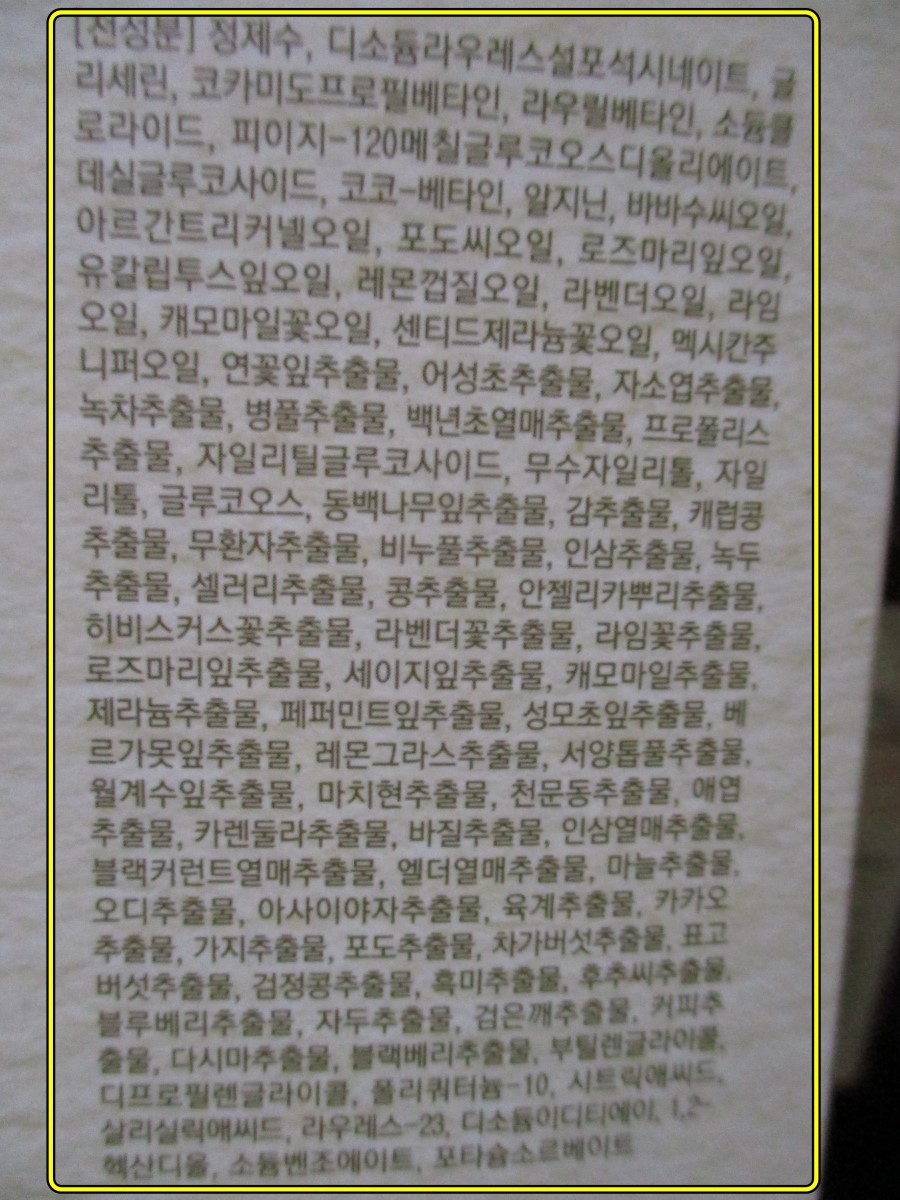 [전성분] 정제수, 디소듐라우레스설포석시네이트, 글
리세린, 코카미도프로필베타인, 라우릴베타인, 소듐클
로라이드, 피이지-120메칠글루코오스디올리에이트,
데실글루코사이드, 코코-베타인, 알지닌, 바바수씨오일,
아르간트리커넬오일, 포도씨오일, 로즈마리잎오일,
유칼립투스잎오일, 레몬껍질오일, 라벤더오일, 라임
오일, 캐모마일꽃오일, 센티드제라늄꽃오일, 멕시칸주
니퍼오일, 연꽃잎추출물, 어성초추출물, 자소엽추출물,
녹차추출물, 병풀추출물, 백년초열매추출물, 프로폴리스
추출물, 자일리틸글루코사이드, 무수자일리톨, 자일
리톨, 글루코오스, 동백나무잎추출물, 감추출물, 캐럽콩
추출물, 무환자추출물, 비누풀추출물, 인삼추출물, 녹두
추출물, 셀러리추출물, 콩추출물, 안젤리카뿌리추출물,
히비스커스꽃추출물, 라벤더꽃추출물, 라임꽃추출물,
로즈마리잎추출물, 세이지잎추출물, 캐모마일추출물,
제라늄추출물, 페퍼민트잎추출물, 성모초잎추출물, 베
르가못잎추출물, 레몬그라스추출물, 서양톱풀추출물,
월계수잎추출물, 마치현추출물, 천문동추출물, 애엽
추출물, 카렌둘라추출물, 바질추출물, 인삼열매추출물,
블랙커런트열매추출물, 엘더열매추출물, 마늘추출물,
오디추출물, 아사이야자추출물, 육계추출물, 카카오
추출물, 가지추출물, 포도추출물, 차가버섯추출물, 표고
버섯추출물, 검정콩추출물, 흑미추출물, 후추씨추출물,
블루베리추출물, 자두추출물, 검은깨추출물, 커피추
출물, 다시마추출물, 블랙베리추출물, 부틸렌글라이콜,
디프로필렌글라이콜, 폴리쿼터늄-10, 시트릭애씨드,
살리실릭애씨드, 라우레스-23, 디소듐이디티에이, 1,2-
헥산디올, 소듐벤조에이트, 포타슘소르베이트